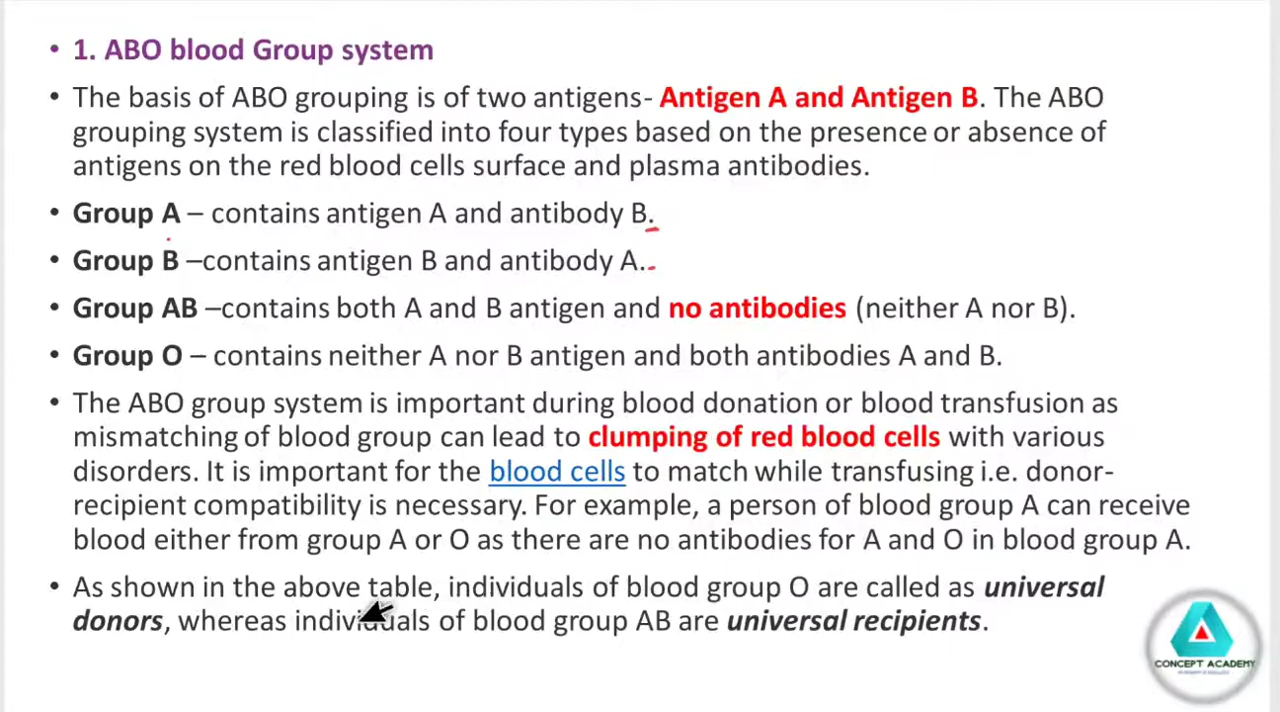 • 1. ABO blood Group system
• The basis of ABO grouping is of two antigens- Antigen A and Antigen B. The ABO
grouping system is classified into four types based on the presence or absence of
antigens on the red blood cells surface and plasma antibodies.
• Group A – contains antigen A and antibody B.
• Group B –contains antigen B and antibody A..
• Group AB –contains both A and B antigen and no antibodies (neither A nor B).
• Group O – contains neither A nor B antigen and both antibodies A and B.
• The ABO group system is important during blood donation or blood transfusion as
mismatching of blood group can lead to clumping of red blood cells with various
disorders. It is important for the blood cells to match while transfusing i.e. donor-
recipient compatibility is necessary. For example, a person of blood group A can receive
blood either from group A or O as there are no antibodies for A and O in blood group A.
• As shown in the above table, individuals of blood group O are called as universal
donors, whereas individuals of blood group AB are universal recipients.
CONCEPT ACADEMY